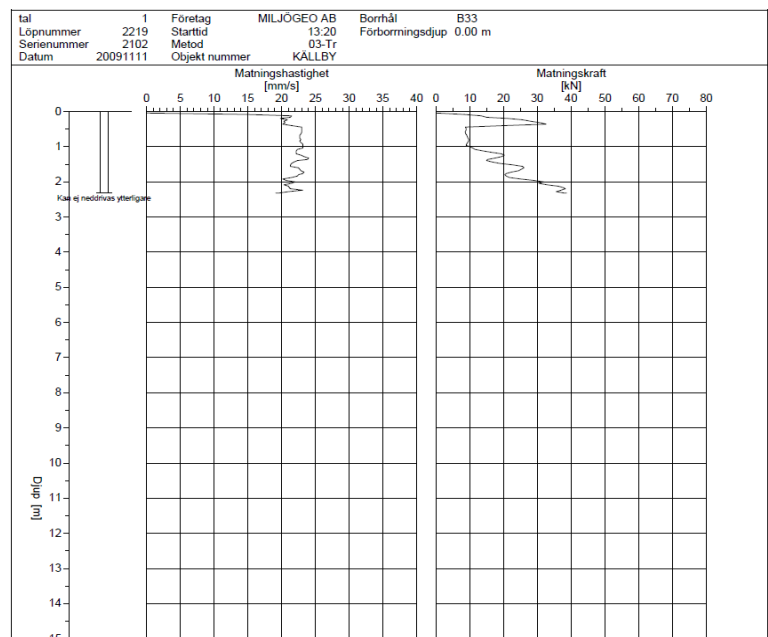 tal 1 Företag MILJÖGEO AB Borrhål B33
Löpnummer 2219 Starttid 13:20 Förborrningsdjup 0.00 m
Serienummer 2102 Metod 03-Tr
Datum 20091111 Objekt nummer KÄLLBY
Matningshastighet Matningskraft
[mm/s] [kN]
0 5 10 15 20 25 30 35 40 0 10 20 30 40 50 60 70 80
0
1
2
Kan ej neddrivas ytterligare
3
4
5
6
7
8
9
10
Djup [m]
11
12
13
14
15